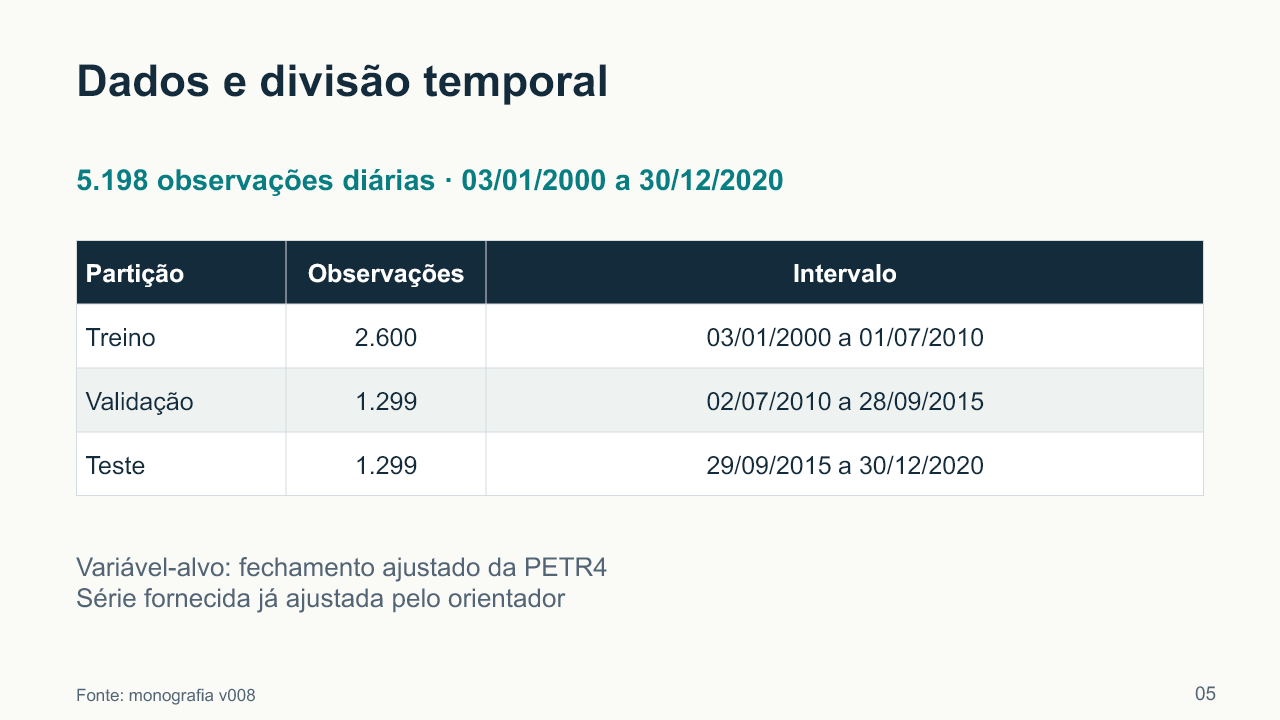 Dados e divisão temporal
5.198 observações diárias · 03/01/2000 a 30/12/2020
Partição Observações Intervalo
Treino 2.600 03/01/2000 a 01/07/2010
Validação 1.299 02/07/2010 a 28/09/2015
Teste 1.299 29/09/2015 a 30/12/2020
Variável-alvo: fechamento ajustado da PETR4
Série fornecida já ajustada pelo orientador
Fonte: monografia v008
05